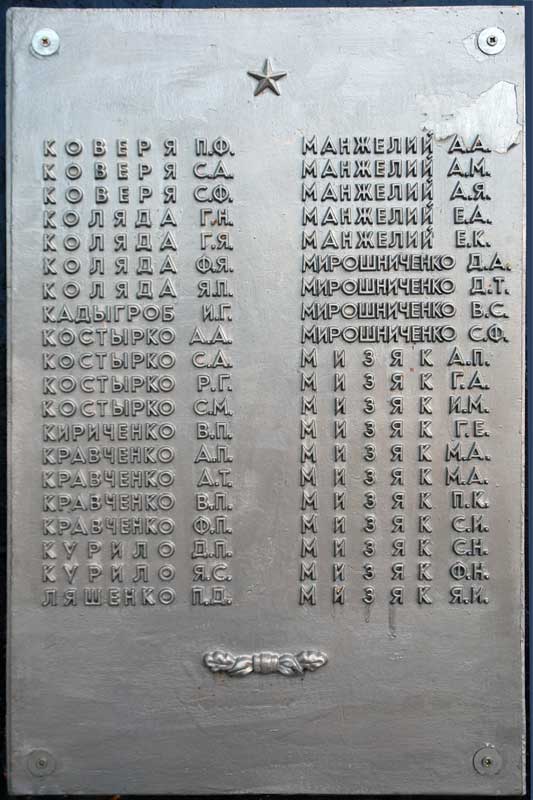 КОВЕРЯ П.Ф.
КОВЕРЯ С.А.
КОВЕРЯ С.Ф.
КОЛЯДА Г.Н.
КОЛЯДА Г.Я.
КОЛЯДА Ф.Я.
КОЛЯДА Я.П.
КАДЫГРОБ И.Г.
КОСТЫРКО А.А.
КОСТЫРКО С.А.
КОСТЫРКО Р.Г.
КОСТЫРКО С.М.
КИРИЧЕНКО В.П.
КРАВЧЕНКО А.П.
КРАВЧЕНКО А.Т.
КРАВЧЕНКО В.П.
КРАВЧЕНКО Ф.П.
КУРИЛО Д.П.
КУРИЛО Я.С.
ЛЯШЕНКО П.Д.
МАНЖЕЛИЙ А.А.
МАНЖЕЛИЙ А.М.
МАНЖЕЛИЙ А.Я.
МАНЖЕЛИЙ Е.А.
МАНЖЕЛИЙ Е.К.
МИРОШНИЧЕНКО Д.А.
МИРОШНИЧЕНКО Д.Т.
МИРОШНИЧЕНКО В.С.
МИРОШНИЧЕНКО С.Ф.
МИЗЯК А.П.
МИЗЯК Г.А.
МИЗЯК И.М.
МИЗЯК Г.Е.
МИЗЯК М.А.
МИЗЯК М.А.
МИЗЯК П.К.
МИЗЯК С.И.
МИЗЯК С.Н.
МИЗЯК Ф.Н.
МИЗЯК Я.И.